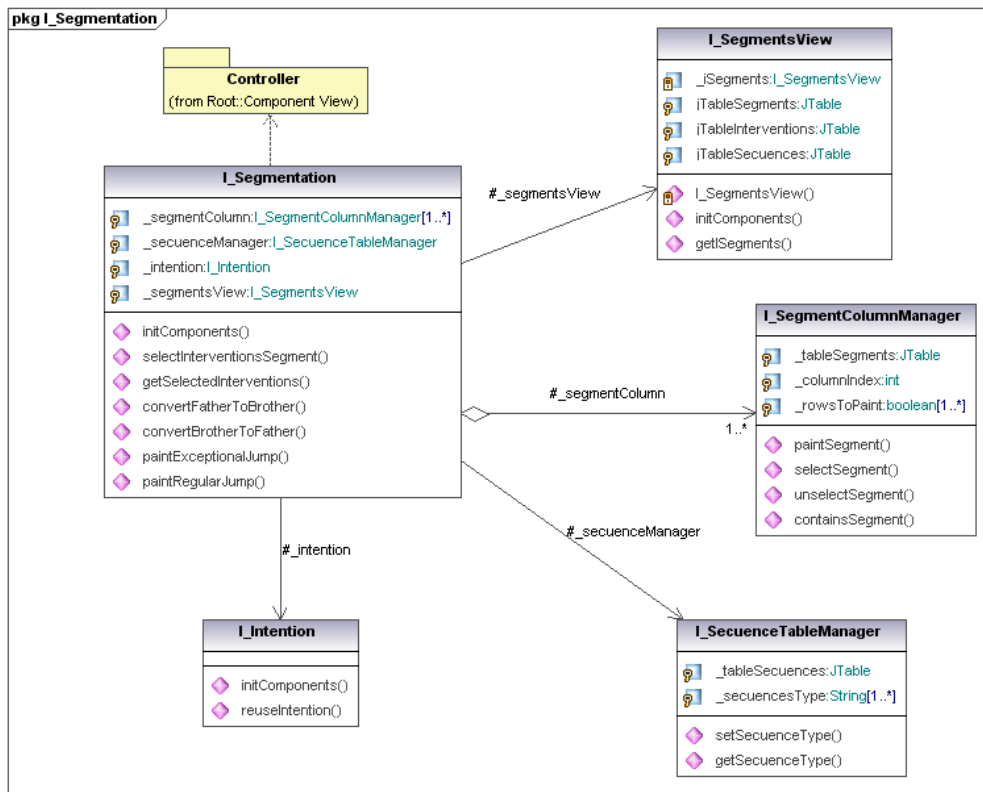 pkg I_Segmentation
Controller
(from Root::Component View)
I_Segmentation
_segmentColumn:I_SegmentColumnManager[1..*]
_secuenceManager:I_SecuenceTableManager
_intention:I_Intention
_segmentsView:I_SegmentsView
initComponents()
selectInterventionsSegment()
getSelectedInterventions()
convertFatherToBrother()
convertBrotherToFather()
paintExceptionalJump()
paintRegularJump()
#_segmentsView
I_SegmentsView
_iSegments:I_SegmentsView
jTableSegments:JTable
jTableInterventions:JTable
jTableSecuences:JTable
I_SegmentsView()
initComponents()
getISegments()
#_segmentColumn
1..*
I_SegmentColumnManager
_tableSegments:JTable
_columnIndex:int
_rowsToPaint:boolean[1..*]
paintSegment()
selectSegment()
unselectSegment()
containsSegment()
#_intention
#_secuenceManager
I_Intention
initComponents()
reuseIntention()
I_SecuenceTableManager
_tableSecuences:JTable
_secuencesType:String[1..*]
setSecuenceType()
getSecuenceType()